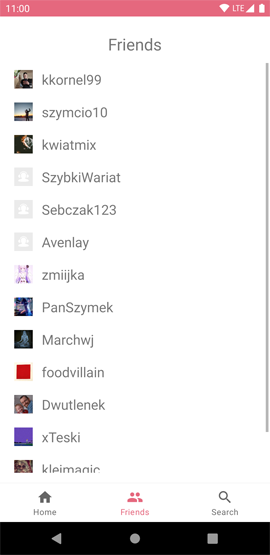 11:00
LTE
Friends
kkornel99
szymcio10
kwiatmix
SzybkiWariat
Sebczak123
Avenlay
zmiijka
PanSzymek
Marchwj
foodvillain
Dwutlenek
xTeski
kleimagic
Home
Friends
Search